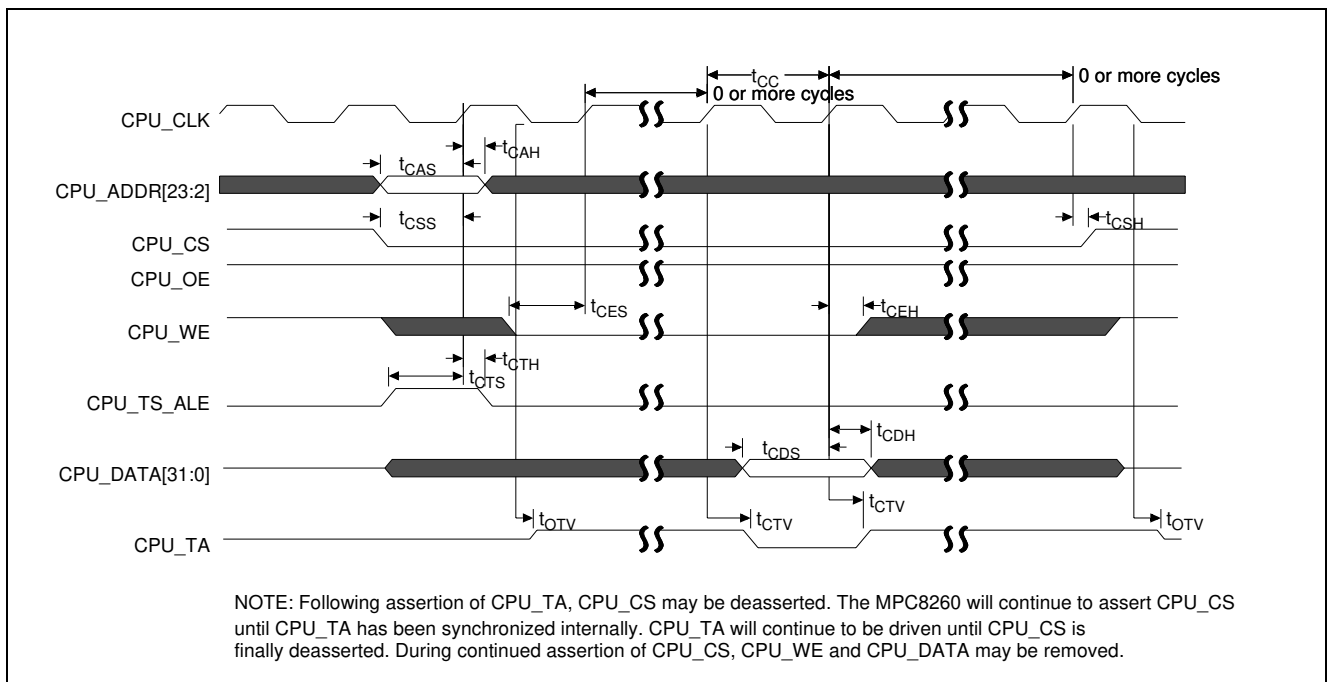 tCC
0 or more cycles
0 or more cycles
CPU_CLK
tCAH
tCAS
CPU_ADDR[23:2]
tCSS
tCSH
CPU_CS
CPU_OE
tCES
tCEH
CPU_WE
tCTH
tCTS
CPU_TS_ALE
tCDH
tCDS
CPU_DATA[31:0]
tCTV
tOTV
tCTV
tOTV
CPU_TA
NOTE: Following assertion of CPU_TA, CPU_CS may be deasserted. The MPC8260 will continue to assert CPU_CS
until CPU_TA has been synchronized internally. CPU_TA will continue to be driven until CPU_CS is
finally deasserted. During continued assertion of CPU_CS, CPU_WE and CPU_DATA may be removed.